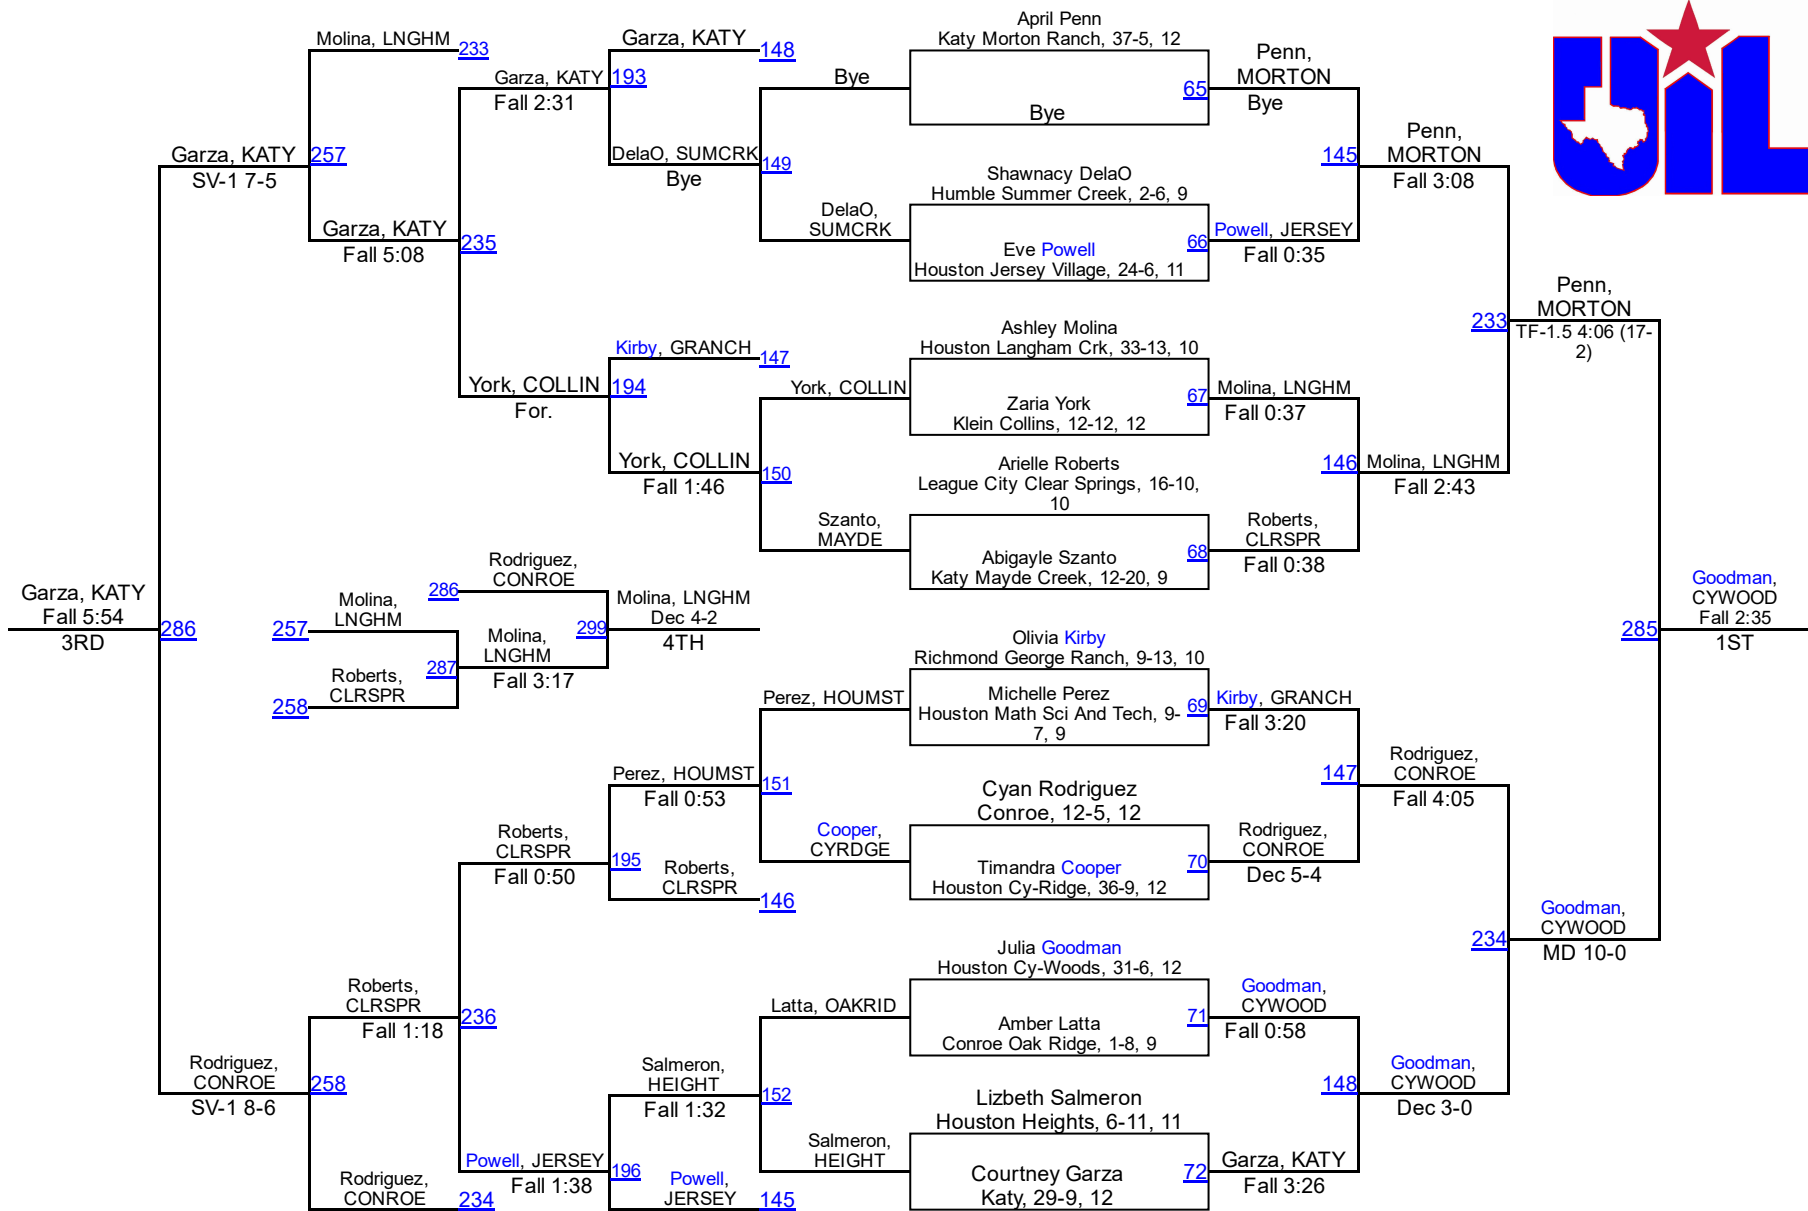 April Penn
Katy Morton Ranch, 37-5, 12
Bye
65
Penn,
MORTON
Bye
Shawnacy DelaO
Humble Summer Creek, 2-6, 9
Eve Powell
Houston Jersey Village, 24-6, 11
66
Powell, JERSEY
Fall 0:35
145
Penn,
MORTON
Fall 3:08
Ashley Molina
Houston Langham Crk, 33-13, 10
Zaria York
Klein Collins, 12-12, 12
67
Molina, LNGHM
Fall 0:37
Arielle Roberts
League City Clear Springs, 16-10,
10
Abigayle Szanto
Katy Mayde Creek, 12-20, 9
68
Roberts,
CLRSPR
Fall 0:38
146
Molina, LNGHM
Fall 2:43
233
Penn,
MORTON
TF-1.5 4:06 (17-
2)
Olivia Kirby
Richmond George Ranch, 9-13, 10
Michelle Perez
Houston Math Sci And Tech, 9-
7, 9
69
Kirby, GRANCH
Fall 3:20
Cyan Rodriguez
Conroe, 12-5, 12
Timandra Cooper
Houston Cy-Ridge, 36-9, 12
70
Rodriguez,
CONROE
Dec 5-4
147
Rodriguez,
CONROE
Fall 4:05
Julia Goodman
Houston Cy-Woods, 31-6, 12
Amber Latta
Conroe Oak Ridge, 1-8, 9
71
Goodman,
CYWOOD
Fall 0:58
Lizbeth Salmeron
Houston Heights, 6-11, 11
Courtney Garza
Katy, 29-9, 12
72
Garza, KATY
Fall 3:26
148
Goodman,
CYWOOD
Dec 3-0
234
Goodman,
CYWOOD
MD 10-0
285
Goodman,
CYWOOD
Fall 2:35
1ST
Bye
DelaO,
SUMCRK
149
DelaO, SUMCRK
Bye
Garza, KATY
148
193
Garza, KATY
Fall 2:31
York, COLLIN
Szanto,
MAYDE
150
York, COLLIN
Fall 1:46
Kirby, GRANCH
147
194
York, COLLIN
For.
235
Garza, KATY
Fall 5:08
Molina, LNGHM
233
257
Garza, KATY
SV-1 7-5
Perez, HOUMST
Cooper,
CYRDGE
151
Perez, HOUMST
Fall 0:53
Roberts,
CLRSPR
146
195
Roberts,
CLRSPR
Fall 0:50
Latta, OAKRID
Salmeron,
HEIGHT
152
Salmeron,
HEIGHT
Fall 1:32
Powell,
JERSEY
145
196
Powell, JERSEY
Fall 1:38
236
Roberts,
CLRSPR
Fall 1:18
Rodriguez,
CONROE
234
258
Rodriguez,
CONROE
SV-1 8-6
286
Garza, KATY
Fall 5:54
3RD
257
Molina,
LNGHM
258
Roberts,
CLRSPR
287
Molina,
LNGHM
Fall 3:17
286
Rodriguez,
CONROE
299
Molina, LNGHM
Dec 4-2
4TH
UIL